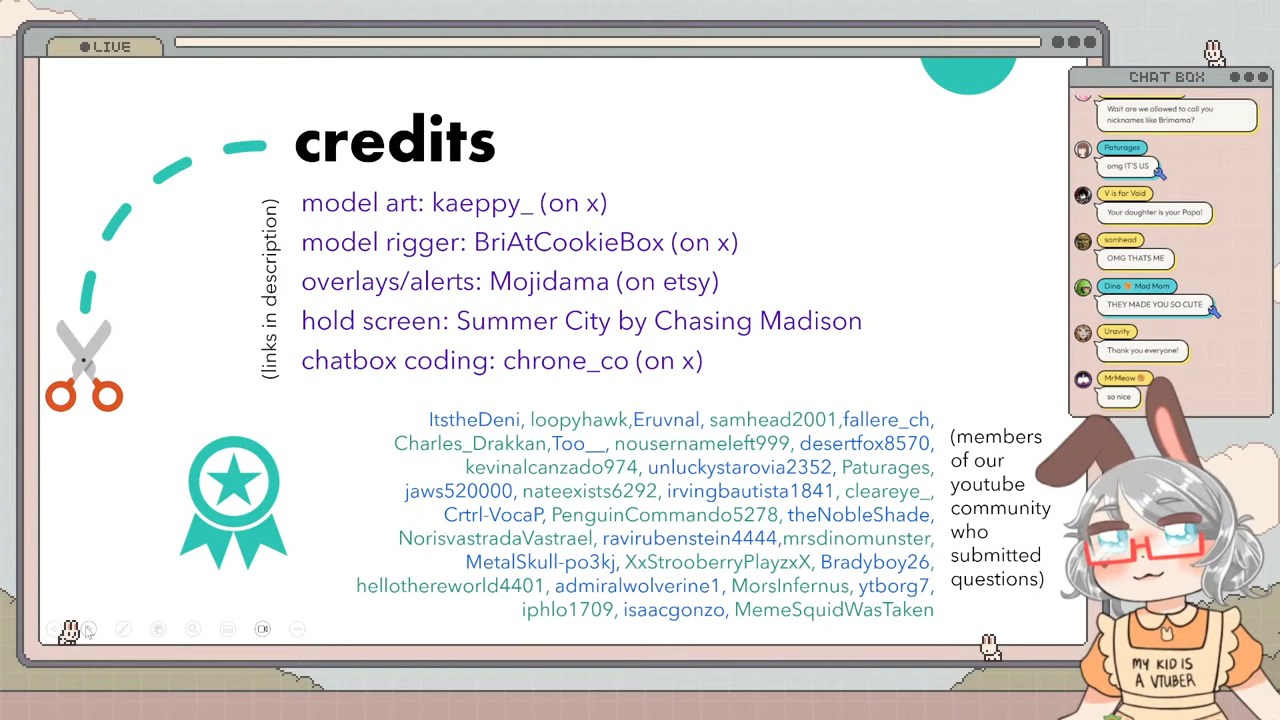 LIVE
CHAT BOX
credits
(links in description)
model art: kaeppy_ (on x)
model rigger: BriAtCookieBox (on x)
overlays/alerts: Mojidama (on etsy)
hold screen: Summer City by Chasing Madison
chatbox coding: chrone_co (on x)
ItstheDeni, loopyhawk,Eruvnal, samhead2001,fallere_ch,
Charles_Drakkan,Too__, nousernameleft999, desertfox8570,
kevinalcanzado974, unluckystarovia2352, Paturages,
jaws520000, nateexists6292, irvingbautista1841, cleareye_,
Crtrl-VocaP, PenguinCommando5278, theNobleShade,
NorisvastradaVastrael, ravirubenstein4444,mrsdinomunster,
MetalSkull-po3kj, XxStrooberryPlayzxX, Bradyboy26,
hellothereworld4401, admiralwolverine1, MorsInfernus, ytborg7,
iphlo1709, isaacgonzo, MemeSquidWasTaken
(members
of our
youtube
community
who
submitted
questions)
Wait are we allowed to call you
nicknames like Brimama?
Paturages
omg IT'S US
V is for Void
Your daughter is your Papa!
samhead
OMG THATS ME
Dino Mad Mom
THEY MADE YOU SO CUTE
Uravity
Thank you everyone!
MrMeow
so nice
MY KID IS
A VTUBER